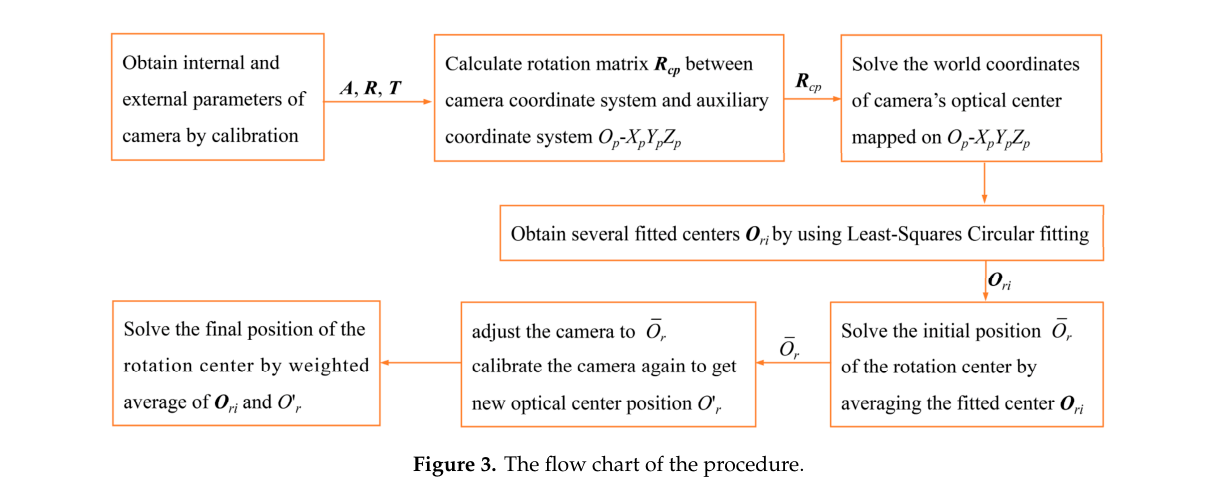 Obtain internal and
external parameters of
camera by calibration
A, R, T
Calculate rotation matrix Rcp between
camera coordinate system and auxiliary
coordinate system Op-XpYpZp
Rcp
Solve the world coordinates
of camera’s optical center
mapped on Op-XpYpZp
Obtain several fitted centers Ori by using Least-Squares Circular fitting
Ori
Solve the initial position Ōr
of the rotation center by
averaging the fitted center Ori
Ōr
adjust the camera to Ōr
calibrate the camera again to get
new optical center position O'r
Solve the final position of the
rotation center by weighted
average of Ori and O'r
Figure 3. The flow chart of the procedure.